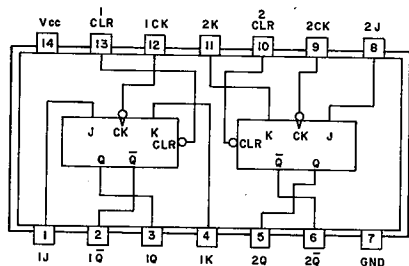 1 2
Vcc CLR 1CK 2K CLR 2CK 2J
14 13 12 11 10 9 8
J CK K K CK J
CLR CLR
Q Q̅ Q̅ Q
1 2 3 4 5 6 7
1J 1Q̅ 1Q 1K 2Q 2Q̅ GND